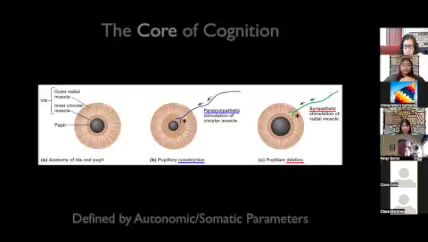 The Core of Cognition
Outer radial
muscle
Iris
Inner circular
muscle
Pupil
Parasympathetic
stimulation of
circular muscle
Sympathetic
stimulation of
radial muscle
(a) Anatomy of iris and pupil
(b) Pupillary constriction
(c) Pupillary dilation
Defined by Autonomic/Somatic Parameters